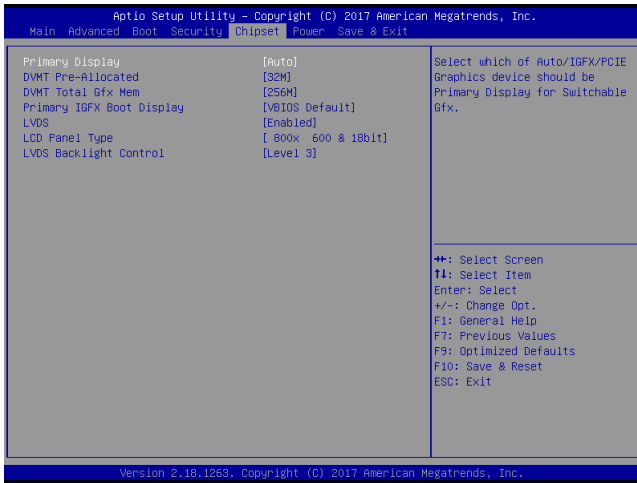 Aptio Setup Utility – Copyright (C) 2017 American Megatrends, Inc.
Main Advanced Boot Security Chipset Power Save & Exit
Primary Display [Auto]
DVMT Pre-Allocated [32M]
DVMT Total Gfx Mem [256M]
Primary IGFX Boot Display [VBIOS Default]
LVDS [Enabled]
LCD Panel Type [ 800x 600 & 18bit]
LVDS Backlight Control [Level 3]
Select which of Auto/IGFX/PCIE
Graphics device should be
Primary Display for Switchable
Gfx.
→←: Select Screen
↑↓: Select Item
Enter: Select
+/-: Change Opt.
F1: General Help
F7: Previous Values
F9: Optimized Defaults
F10: Save & Reset
ESC: Exit
Version 2.18.1263. Copyright (C) 2017 American Megatrends, Inc.